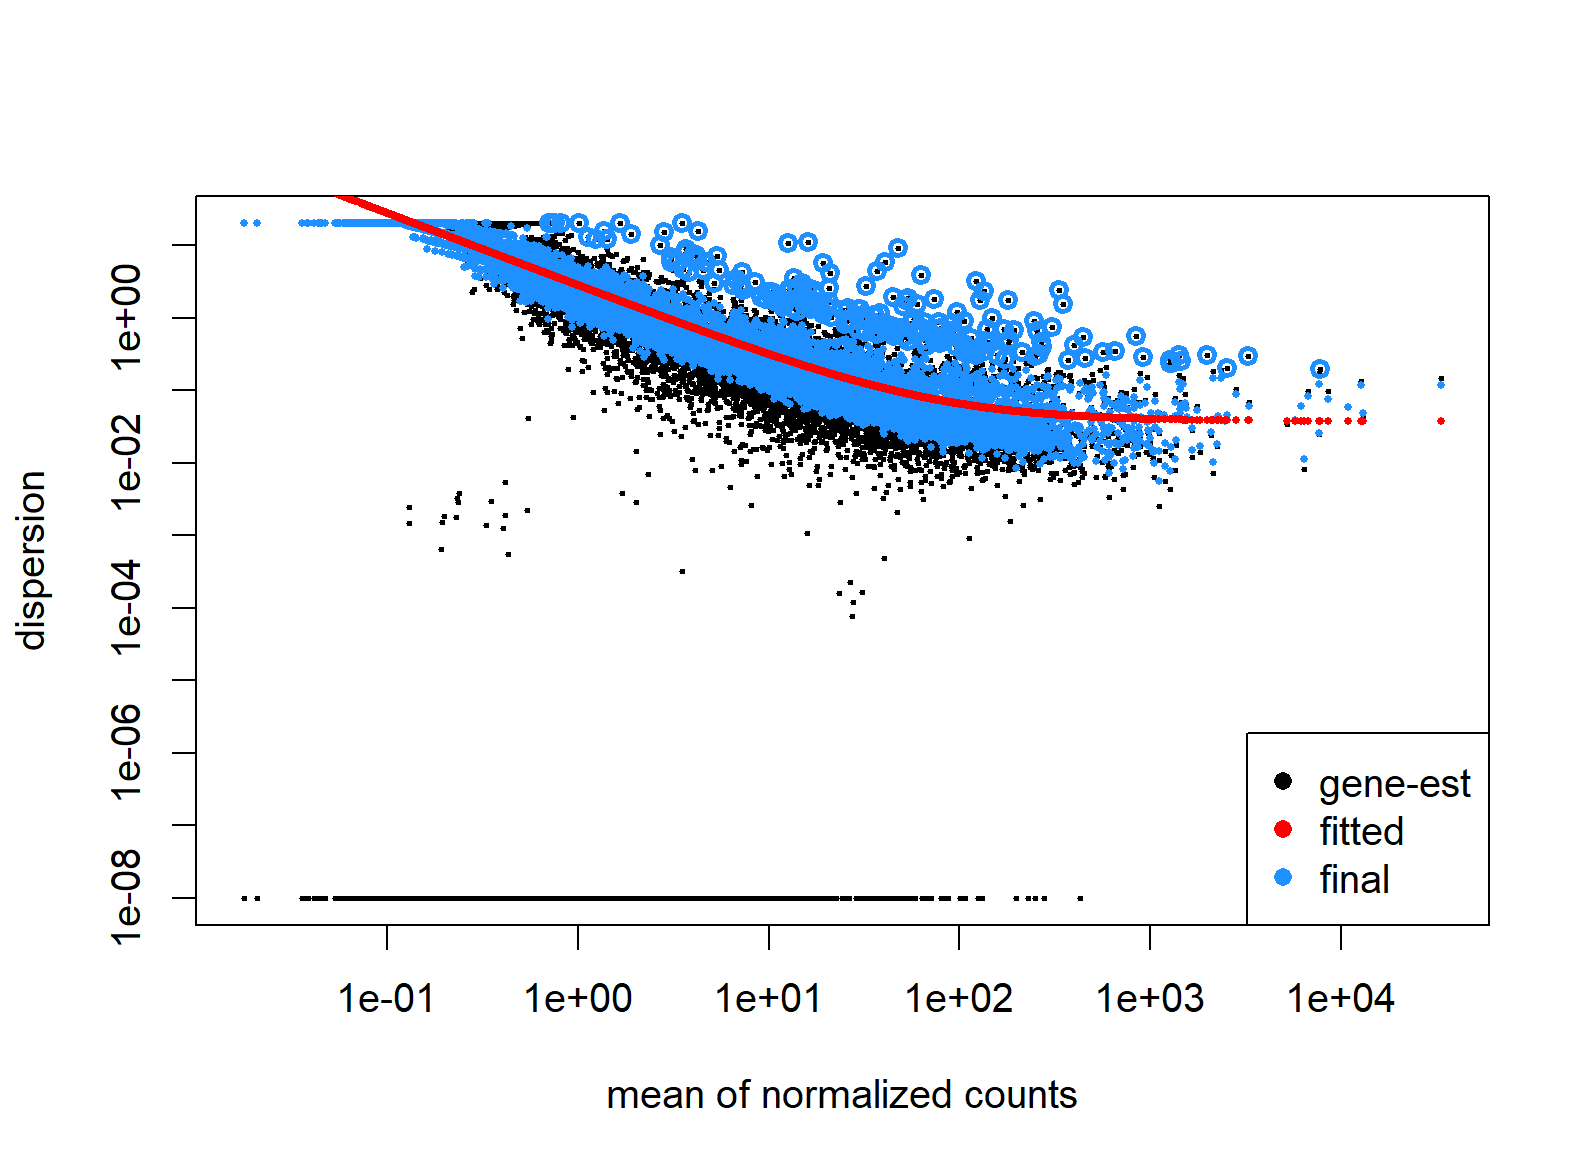 dispersion
1e+00
1e-02
1e-04
1e-06
1e-08
gene-est
fitted
final
1e-01 1e+00 1e+01 1e+02 1e+03 1e+04
mean of normalized counts